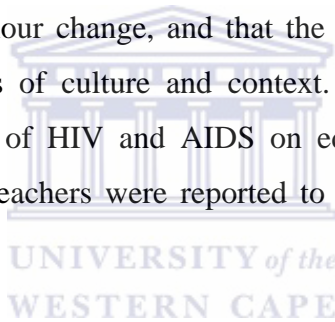 our change, and that the
s of culture and context.
of HIV and AIDS on ec
eachers were reported to
UNIVERSITY of the
WESTERN CAPE